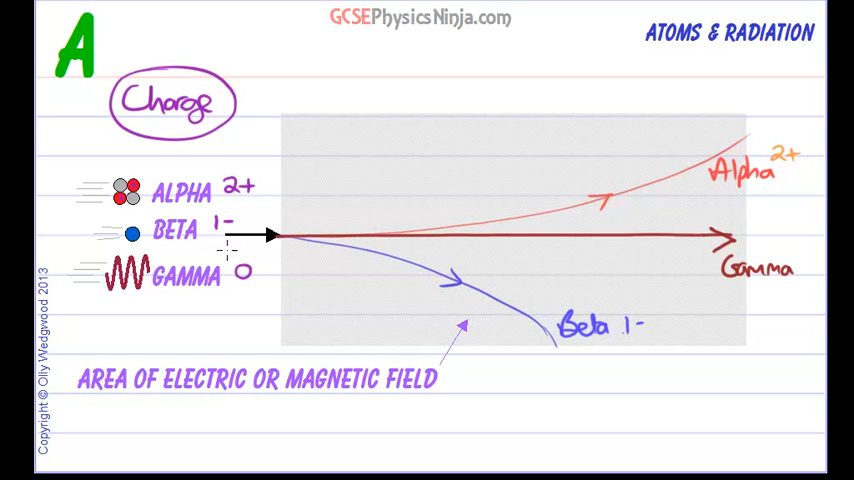 GCSEPhysicsNinja.com
A
ATOMS & RADIATION
Charge
ALPHA 2+
BETA 1-
GAMMA 0
Alpha 2+
Gamma
Beta 1-
AREA OF ELECTRIC OR MAGNETIC FIELD
Copyright © Olly Wedgwood 2013